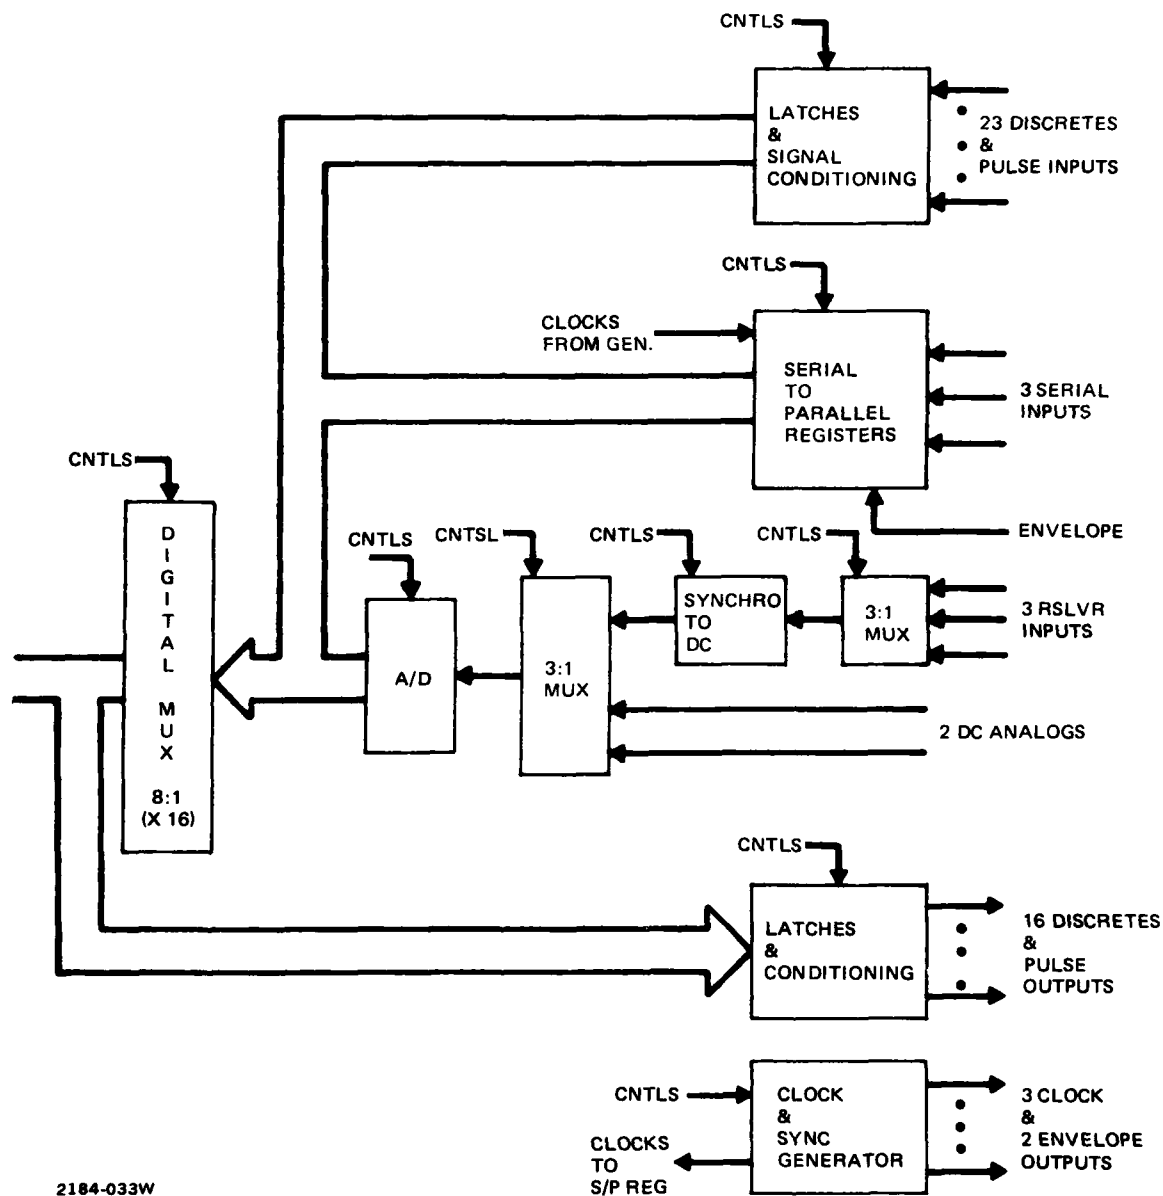 CNTLS
LATCHES
&
SIGNAL
CONDITIONING
23 DISCRETES
&
PULSE INPUTS
CNTLS
CLOCKS
FROM GEN.
SERIAL
TO
PARALLEL
REGISTERS
3 SERIAL
INPUTS
ENVELOPE
CNTLS
DIGITAL MUX
8:1
(X 16)
CNTLS
A/D
CNTSL
3:1
MUX
CNTLS
SYNCHRO
TO
DC
CNTLS
3:1
MUX
3 RSLVR
INPUTS
2 DC ANALOGS
CNTLS
LATCHES
&
CONDITIONING
16 DISCRETES
&
PULSE
OUTPUTS
CNTLS
CLOCK
&
SYNC
GENERATOR
CLOCKS
TO
S/P REG
3 CLOCK
&
2 ENVELOPE
OUTPUTS
2184-033W